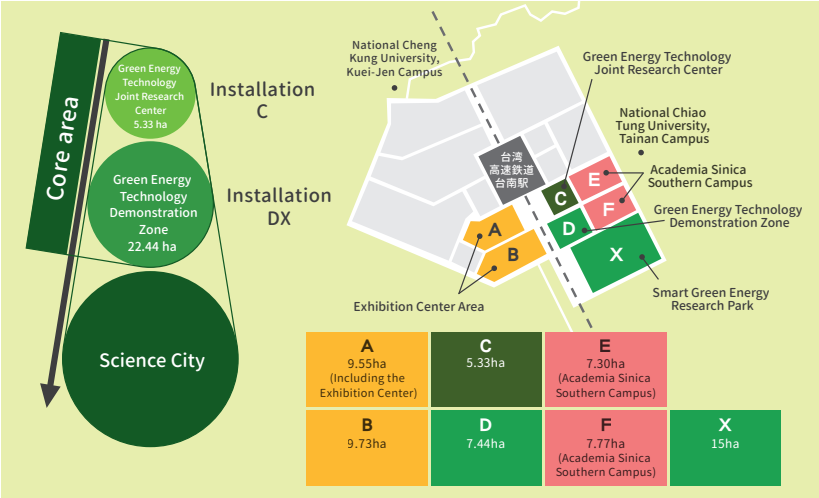 Core area
Green Energy
Technology
Joint Research
Center
5.33 ha
Installation
C
Green Energy
Technology
Demonstration
Zone
22.44 ha
Installation
DX
Science City
National Cheng
Kung University,
Kuei-Jen Campus
Green Energy Technology
Joint Research Center
National Chiao
Tung University,
Tainan Campus
Academia Sinica
Southern Campus
Green Energy Technology
Demonstration Zone
Smart Green Energy
Research Park
Exhibition Center Area
台湾
高速鉄道
台南駅
A
B
C
D
E
F
X
A
9.55ha
(Including the
Exhibition Center)
C
5.33ha
E
7.30ha
(Academia Sinica
Southern Campus)
B
9.73ha
D
7.44ha
F
7.77ha
(Academia Sinica
Southern Campus)
X
15ha